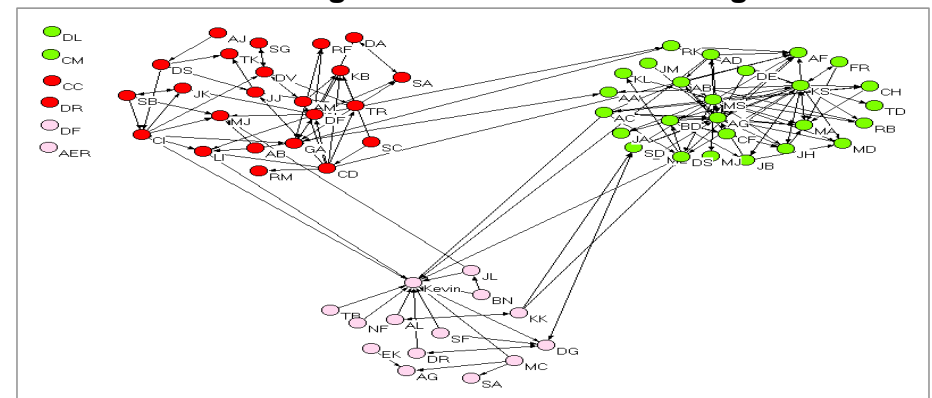 DL
CM
CC
DR
DF
AER
AJ
TK
SG
RF
DA
DS
DV
KB
SA
SB
JK
JJ
AM
DF
TR
MJ
CI
LI
AB
GA
SC
RM
CD
RK
AD
AF
JM
KL
DE
FR
AB
KS
CH
AA
MS
TD
AC
BD
AG
MA
RB
JA
CF
MD
SD
DS
MJ
JB
JH
JL
Kevin
BN
TB
NF
AL
KK
SF
EK
DR
DG
AG
MC
SA